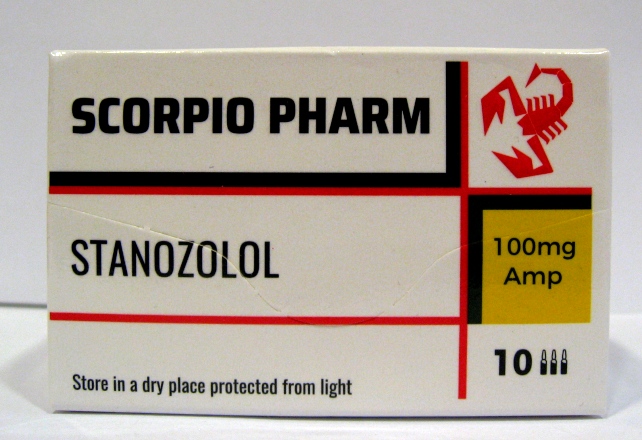 SCORPIO PHARM
STANOZOLOL
100mg
Amp
10
Store in a dry place protected from light